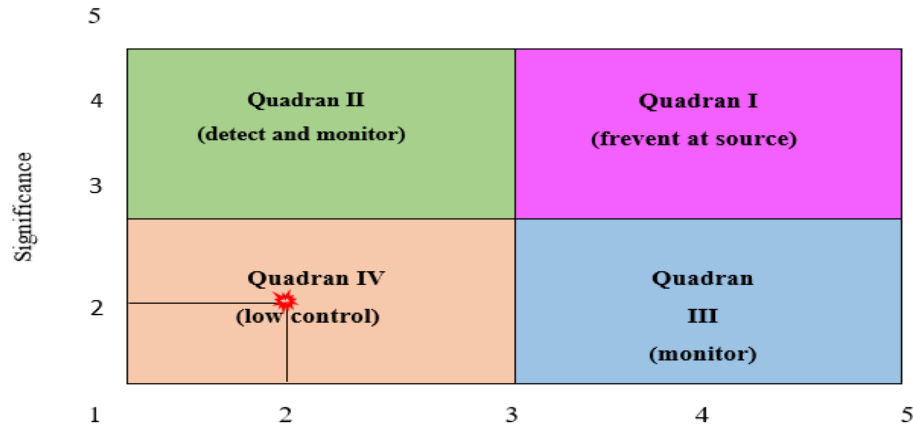 5
4
3
2
1
Significance
Quadran II
(detect and monitor)
Quadran I
(frevent at source)
Quadran IV
(low control)
Quadran
III
(monitor)
2
3
4
5